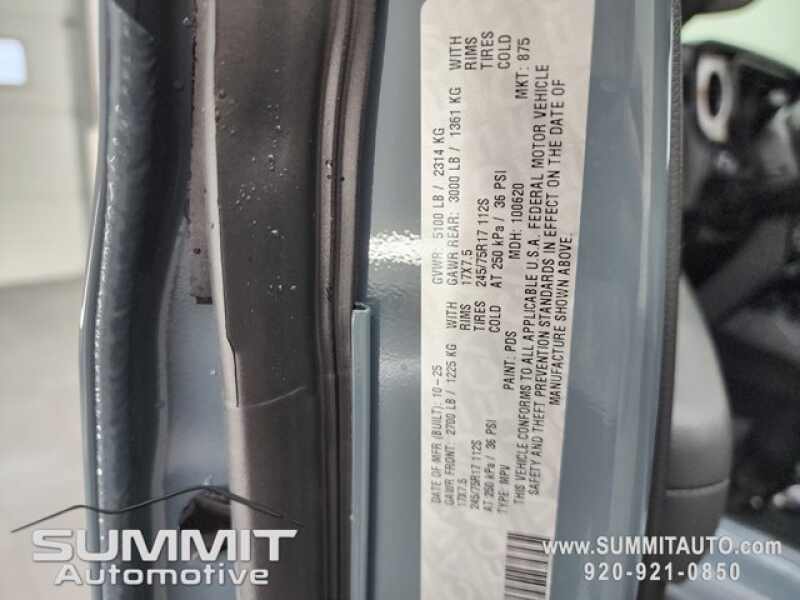 DATE OF MFR (BUILT): 10-25 GVWR: 5100 LB / 2314 KG
GAWR FRONT: 2700 LB / 1225 KG WITH GAWR REAR: 3000 LB / 1361 KG WITH
17X7.5 RIMS 17X7.5 RIMS
245/75R17 112S TIRES 245/75R17 112S TIRES
AT 250 kPa / 36 PSI COLD AT 250 kPa / 36 PSI COLD
TYPE: MPV PAINT: PDS MDH: 100620 MKT: 875
THIS VEHICLE CONFORMS TO ALL APPLICABLE U.S.A. FEDERAL MOTOR VEHICLE
SAFETY AND THEFT PREVENTION STANDARDS IN EFFECT ON THE DATE OF
MANUFACTURE SHOWN ABOVE.
SUMMIT
Automotive
WWW.SUMMITAUTO.COM
920-921-0850